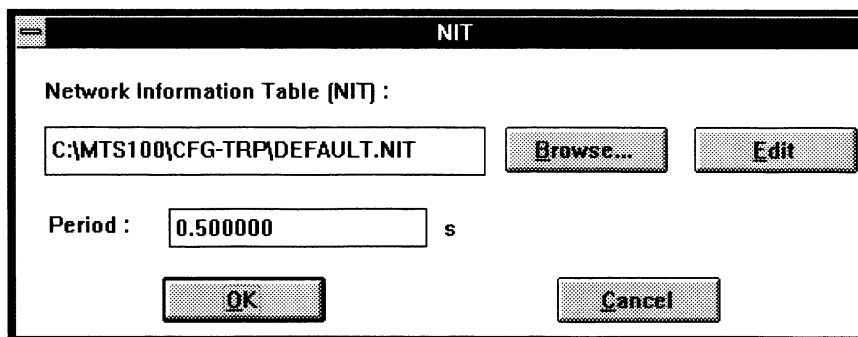 NIT
Network Information Table (NIT) :
C:\MTS100\CFG-TRP\DEFAULT.NIT Browse... Edit
Period : 0.500000 s
OK Cancel